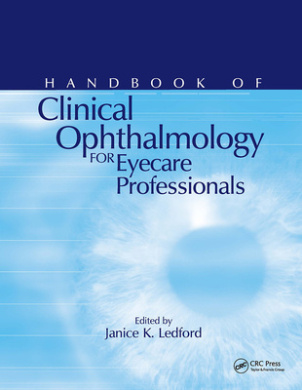 HANDBOOK OF
Clinical
Ophthalmology
FOR Eyecare
Professionals
Edited by
Janice K. Ledford
CRC Press
Taylor & Francis Group